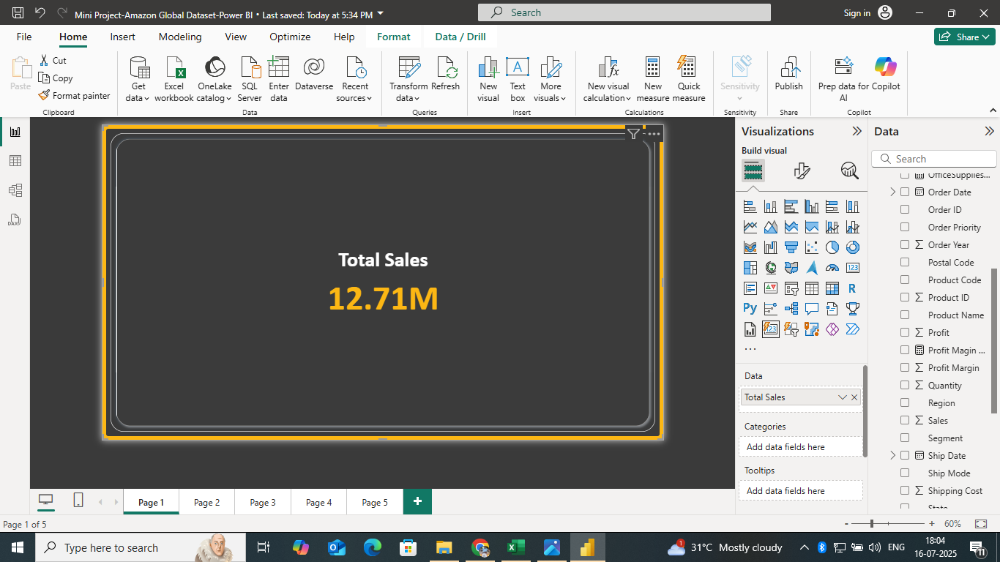 Mini Project-Amazon Global Dataset-Power BI • Last saved: Today at 5:34 PM
Search
Sign in
File
Home
Insert
Modeling
View
Optimize
Help
Format
Data / Drill
Share
Paste
Cut
Copy
Format painter
Clipboard
Get data
Excel workbook
OneLake catalog
SQL Server
Enter data
Dataverse
Recent sources
Data
Transform data
Refresh
Queries
New visual
Text box
More visuals
Insert
New visual calculation
New measure
Quick measure
Calculations
Sensitivity
Sensitivity
Publish
Share
Prep data for AI
Copilot
Copilot
Total Sales
12.71M
Visualizations
Build visual
Data
Total Sales
Categories
Add data fields here
Tooltips
Add data fields here
Data
Search
OfficeSupplies...
Order Date
Order ID
Order Priority
Order Year
Postal Code
Product Code
Product ID
Product Name
Profit
Profit Magin ...
Profit Margin
Quantity
Region
Sales
Segment
Ship Date
Ship Mode
Shipping Cost
State
Page 1
Page 2
Page 3
Page 4
Page 5
Page 1 of 5
60%
Type here to search
31°C Mostly cloudy
ENG
18:04
16-07-2025
11